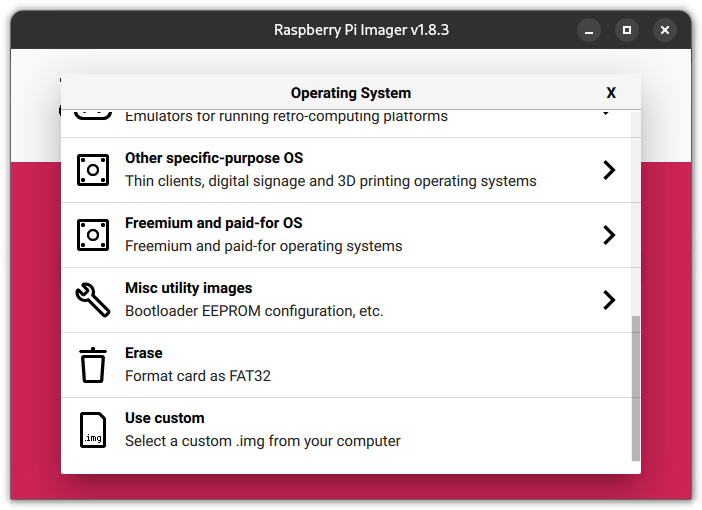 Raspberry Pi Imager v1.8.3
Operating System X
Emulators for running retro-computing platforms
Other specific-purpose OS
Thin clients, digital signage and 3D printing operating systems
Freemium and paid-for OS
Freemium and paid-for operating systems
Misc utility images
Bootloader EEPROM configuration, etc.
Erase
Format card as FAT32
Use custom
.img
Select a custom .img from your computer